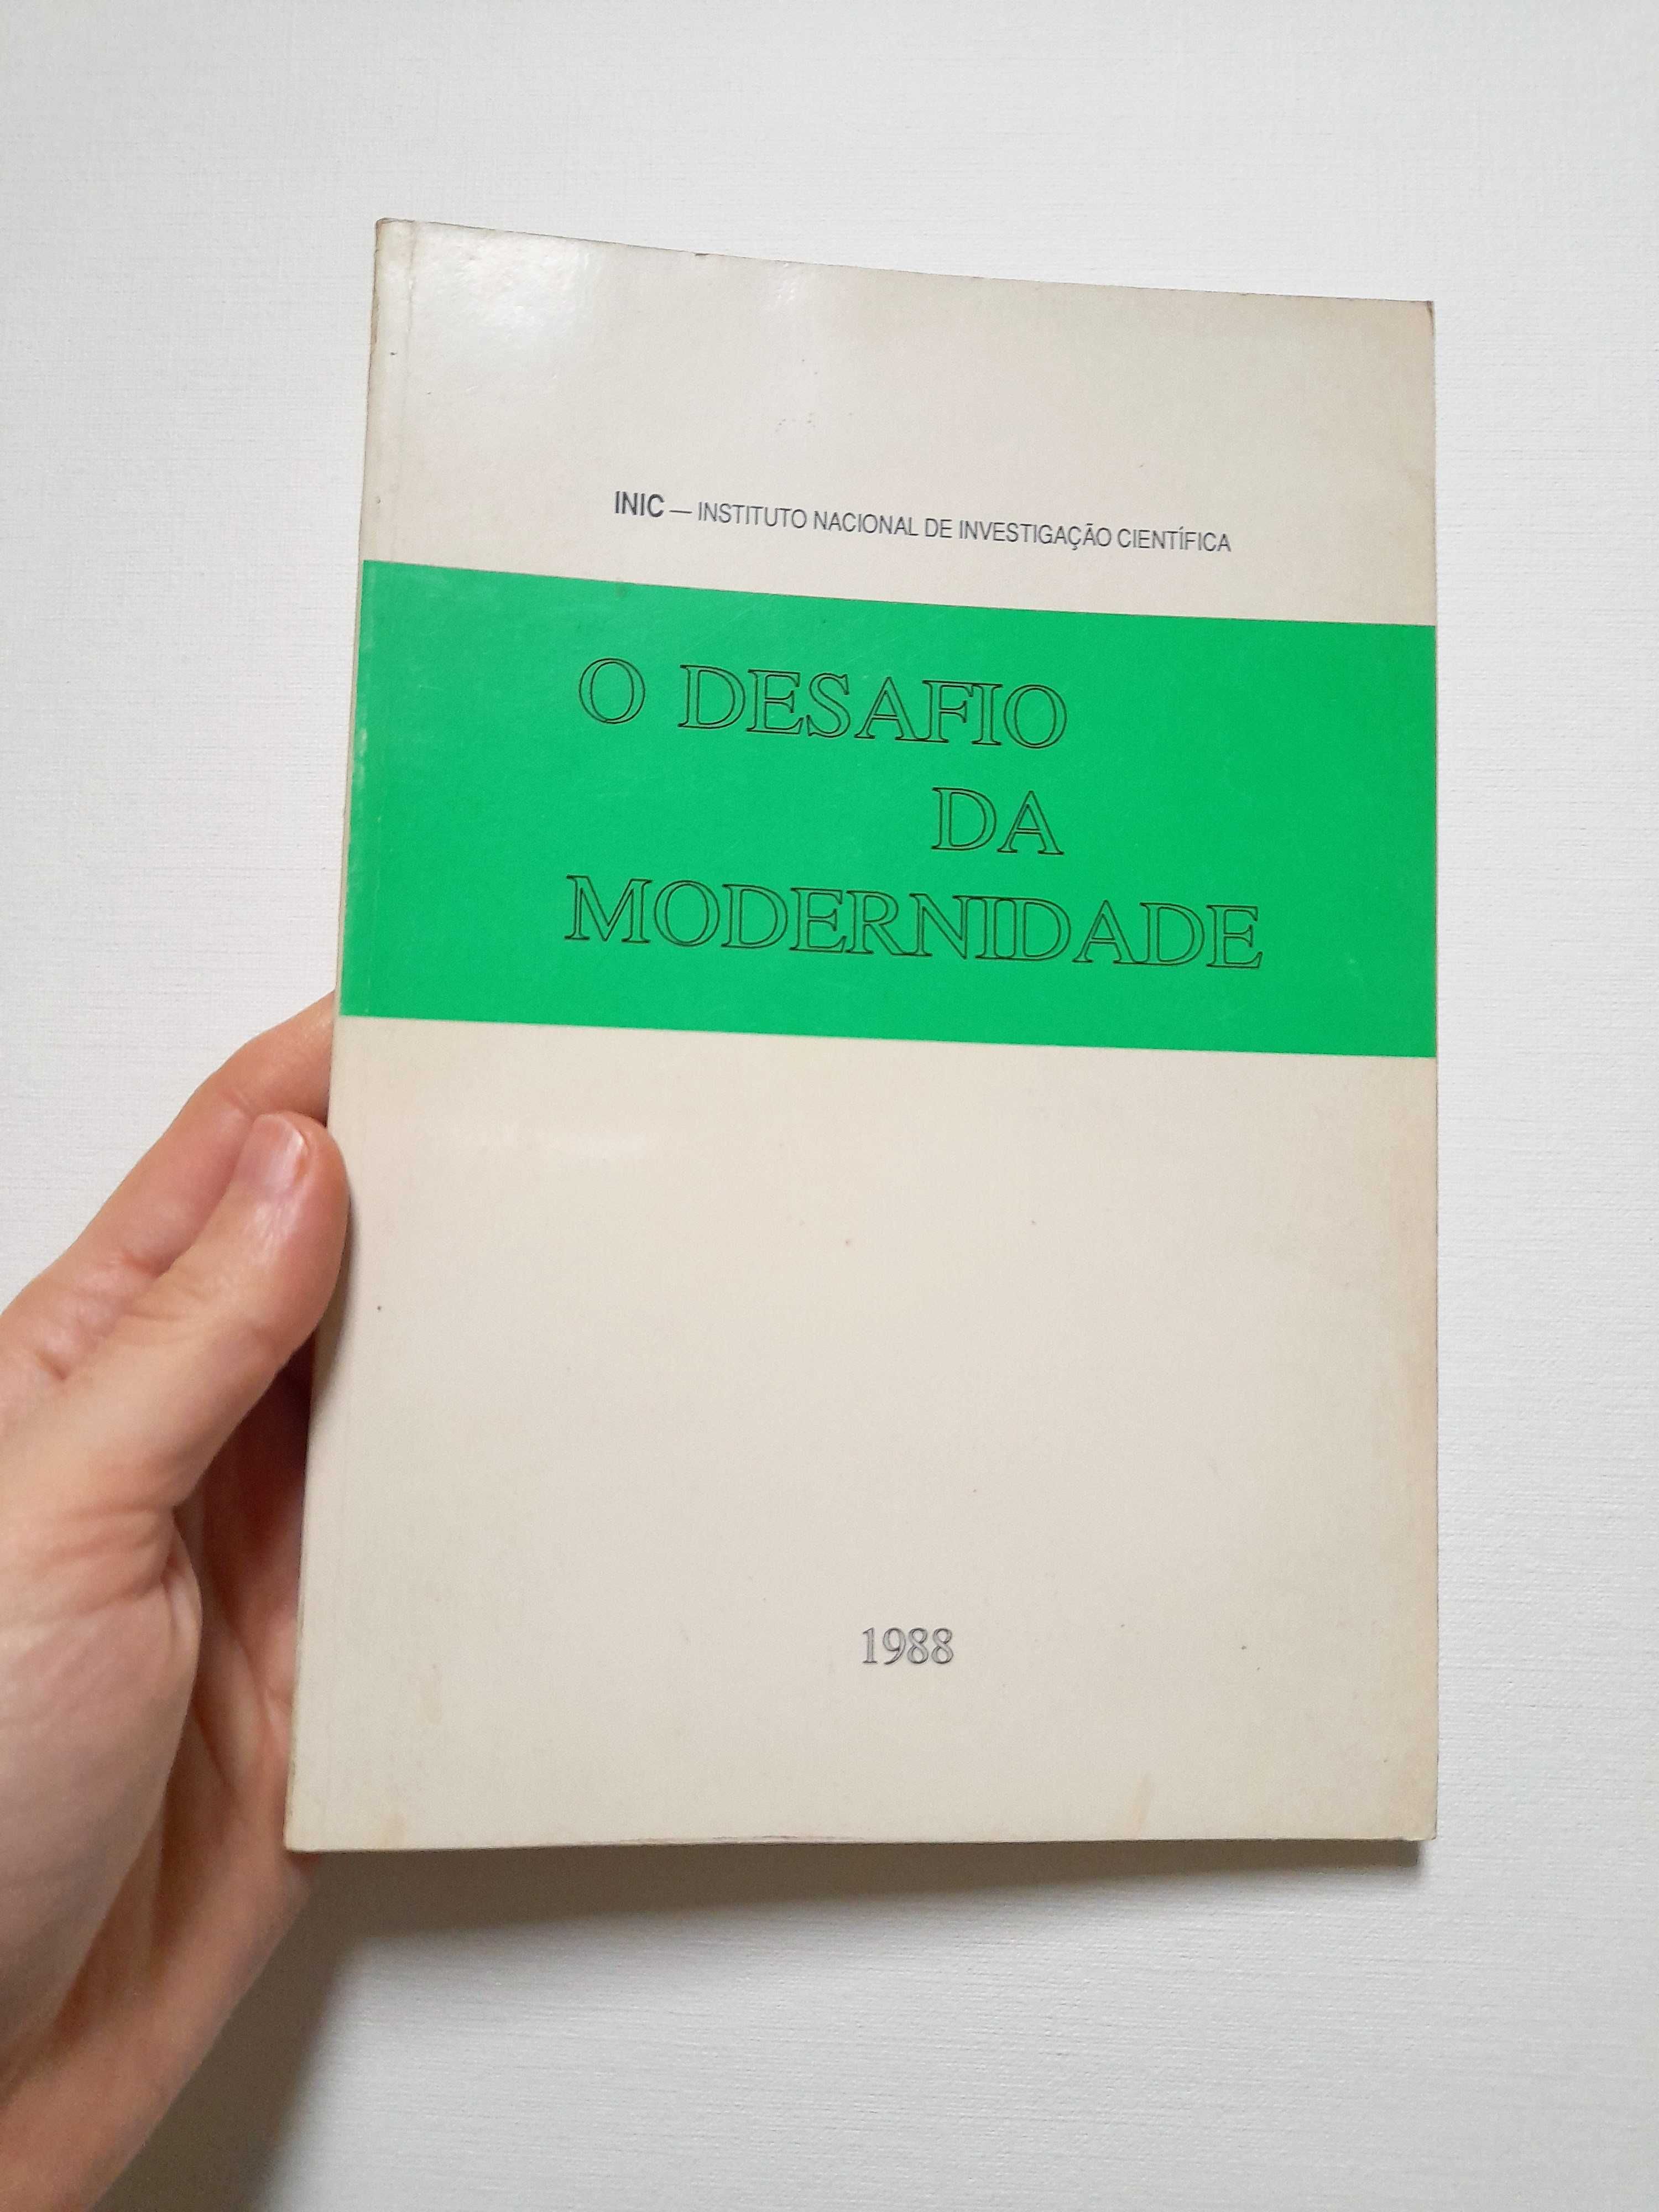 INIC — INSTITUTO NACIONAL DE INVESTIGAÇÃO CIENTÍFICA
O DESAFIO
DA
MODERNIDADE
1988